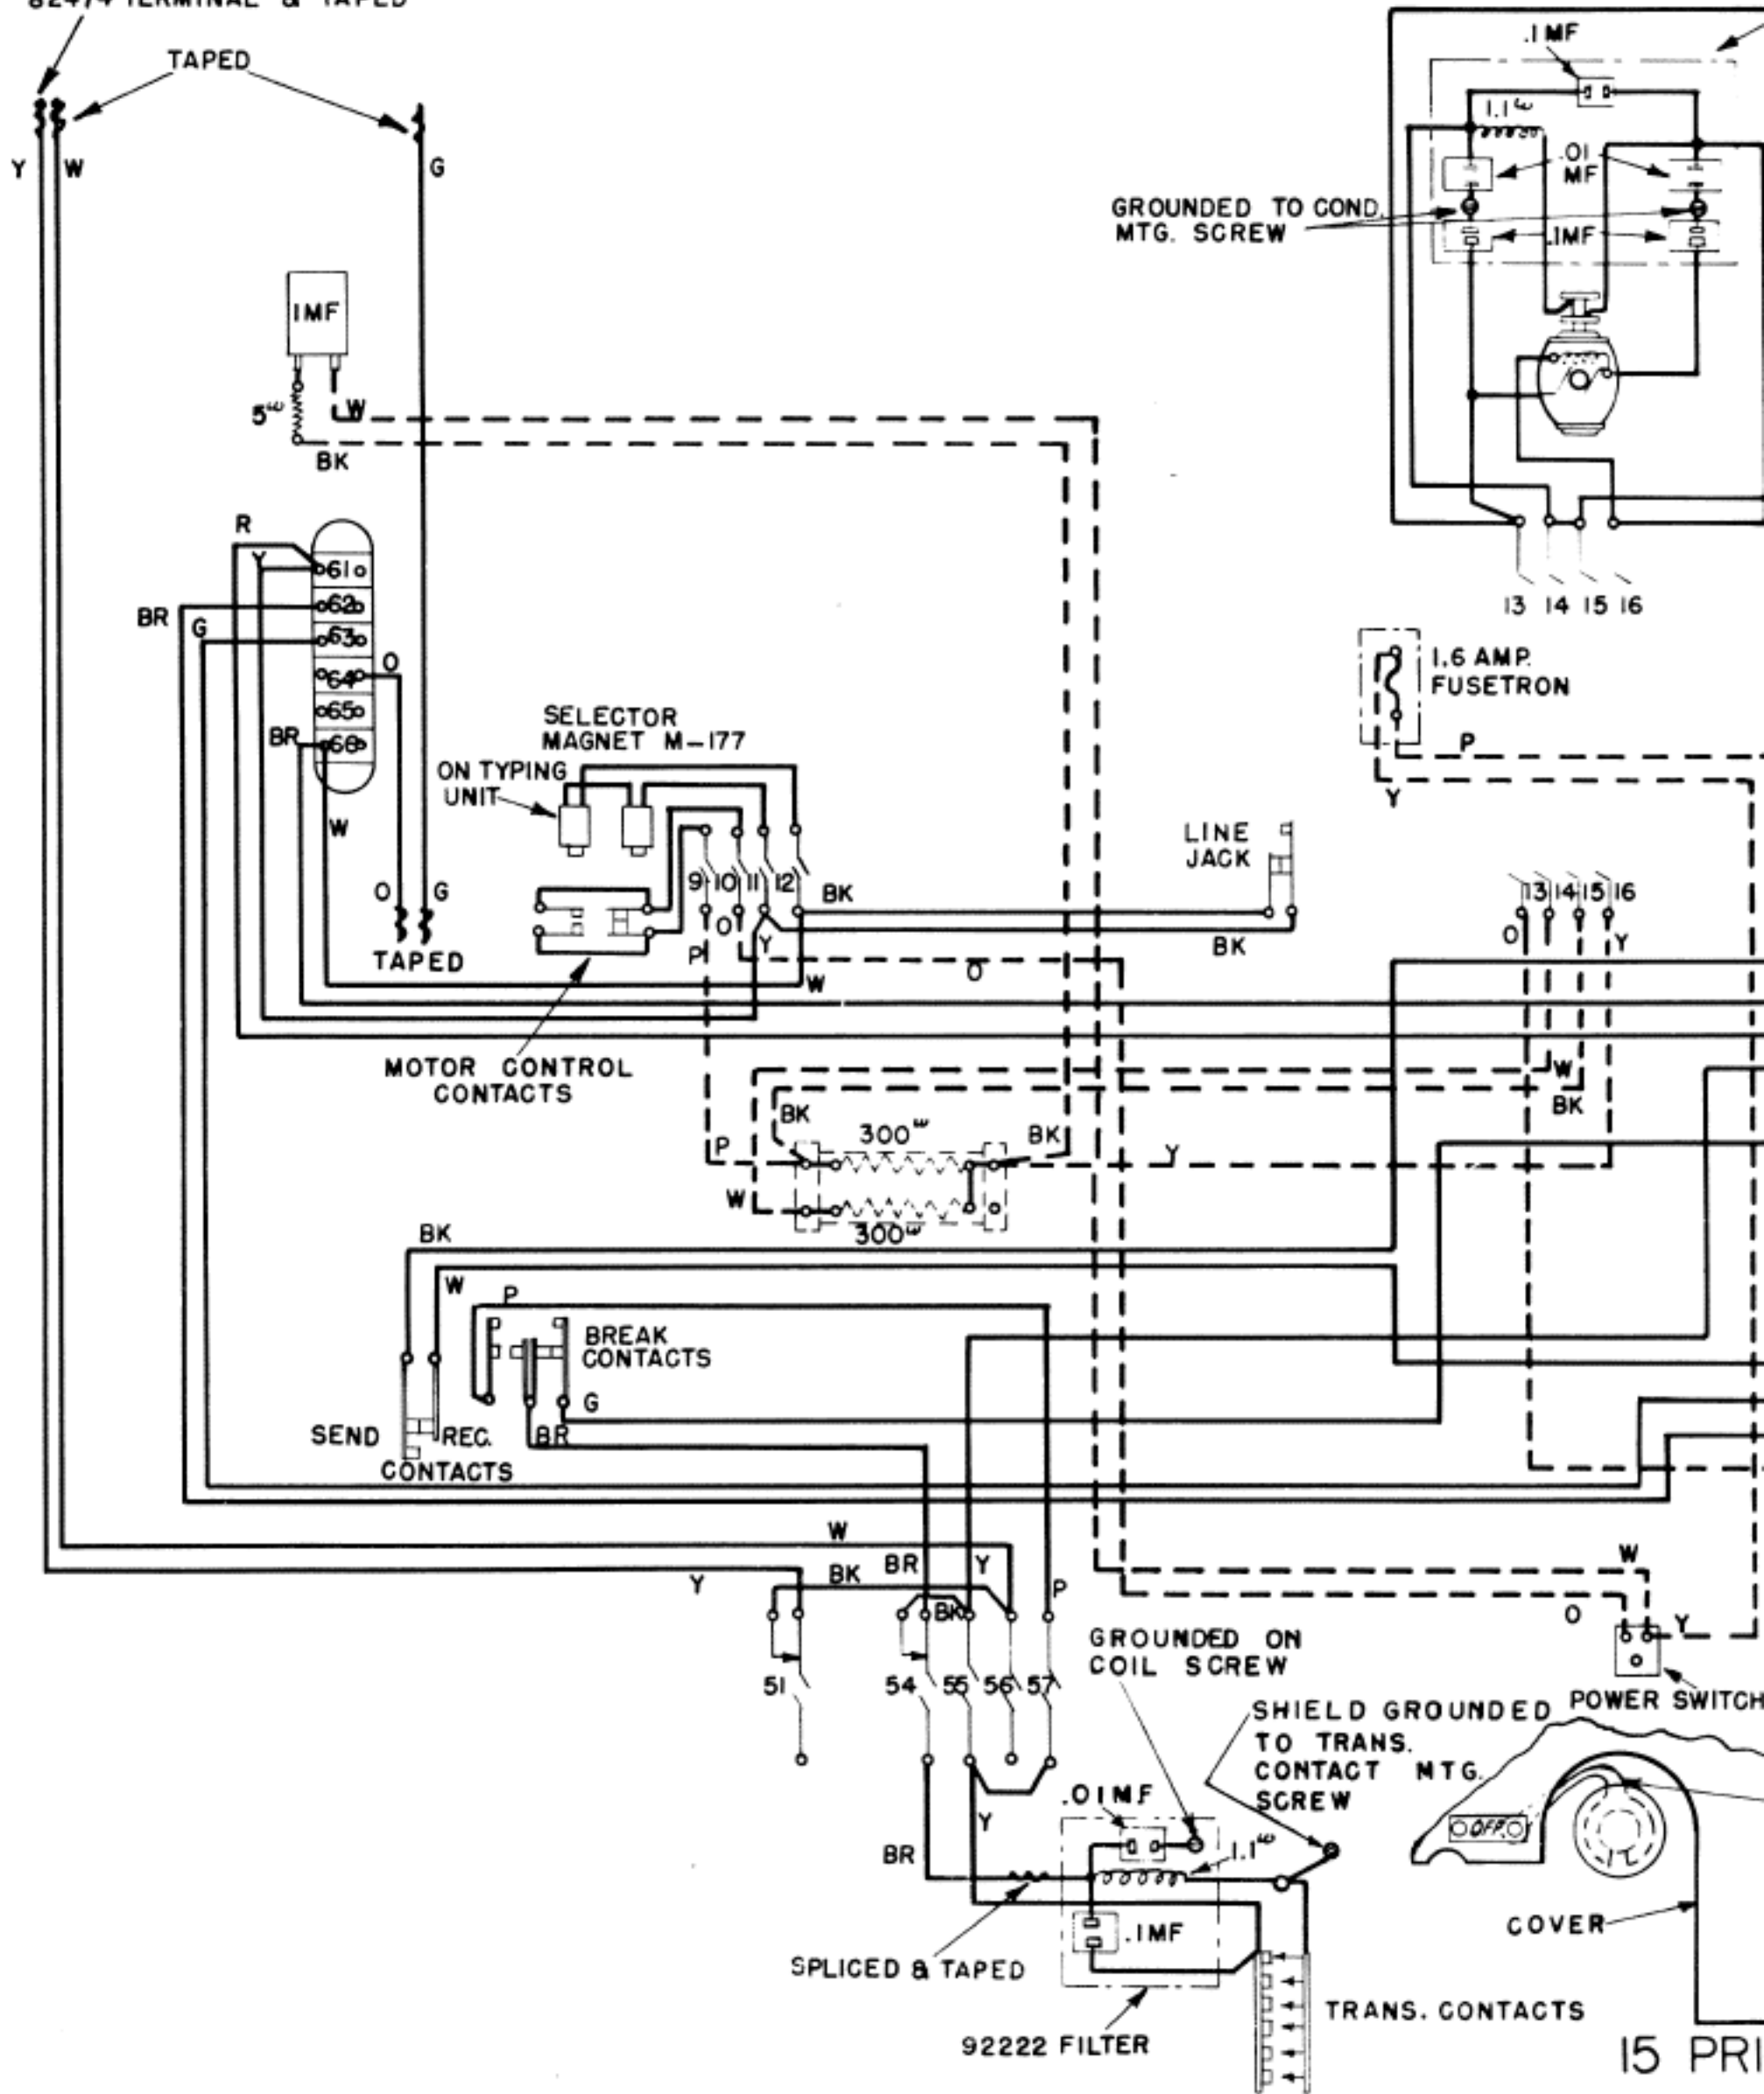 82474 TERMINAL & TAPED
TAPED
Y
W
G
.1MF
1.1ω
.01
MF
GROUNDED TO COND.
MTG. SCREW
.1MF
1MF
5ω
W
BK
13 14 15 16
R
Y
61
BR
62
G
63
O
64
65
BR
66
W
1.6 AMP.
FUSETRON
P
Y
SELECTOR
MAGNET M-177
ON TYPING
UNIT
LINE
JACK
9 10 11 12
BK
BK
13 14 15 16
O
Y
O
G
TAPED
O
P
Y
W
O
MOTOR CONTROL
CONTACTS
W
BK
BK
300ω
BK
P
Y
W
300ω
BK
W
P
BREAK
CONTACTS
G
SEND
REC.
BR
CONTACTS
W
BR
Y
W
BK
Y
P
BK
O
Y
GROUNDED ON
COIL SCREW
51
54
55
56
57
POWER SWITCH
SHIELD GROUNDED
TO TRANS.
CONTACT MTG.
SCREW
.01MF
Y
OFF
BR
1.1ω
COVER
.1MF
SPLICED & TAPED
TRANS. CONTACTS
92222 FILTER
15 PRI